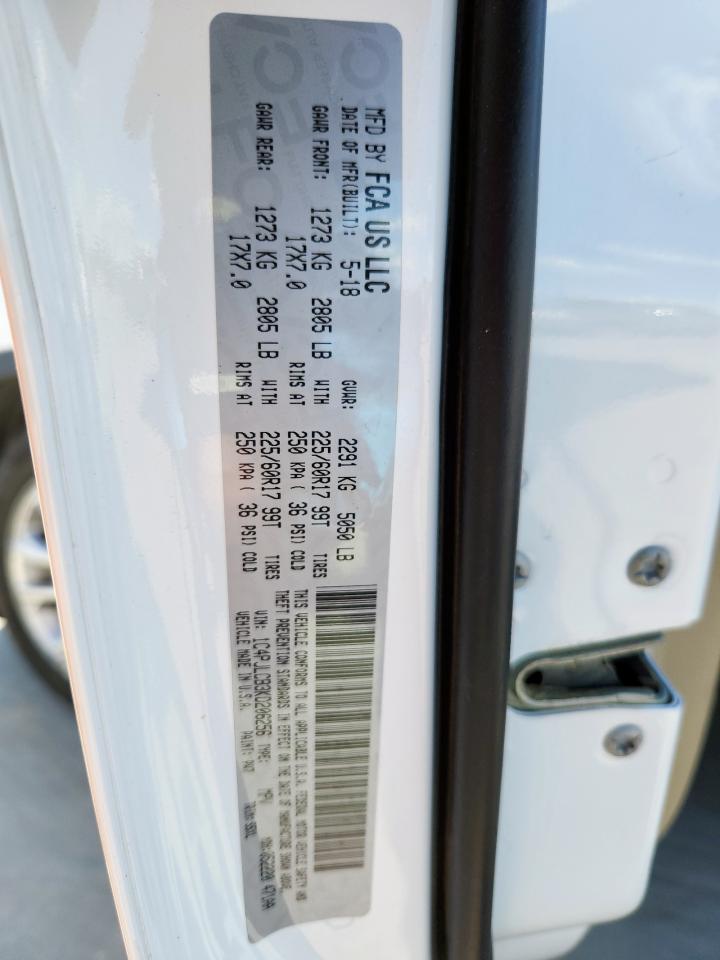 MFD BY FCA US LLC
DATE OF MFR(BUILT): 5-18 GVWR: 2291 KG 5050 LB
GAWR FRONT: 1273 KG 2805 LB WITH 225/60R17 99T TIRES
17X7.0 RIMS AT 250 KPA( 36 PSI) COLD
GAWR REAR: 1273 KG 2805 LB WITH 225/60R17 99T TIRES
17X7.0 RIMS AT 250 KPA( 36 PSI) COLD
THIS VEHICLE CONFORMS TO ALL APPLICABLE U.S.A. FEDERAL MOTOR VEHICLE SAFETY AND
THEFT PREVENTION STANDARDS IN EFFECT ON THE DATE OF MANUFACTURE SHOWN ABOVE.
VIN: 1C4PJLCB3KD206256 TYPE: MPV
VEHICLE MADE IN U.S.A. PAINT: PW7